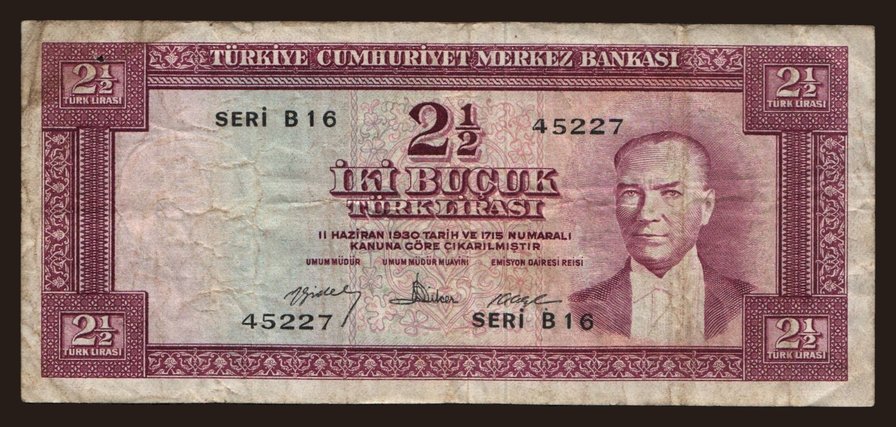 TÜRKİYE CUMHURİYET MERKEZ BANKASI
2½
TÜRK LİRASI
2½
TÜRK LİRASI
SERİ B 16
2½
45227
İKİ BUÇUK
TÜRK LİRASI
11 HAZİRAN 1930 TARİH VE 1715 NUMARALI
KANUNA GÖRE ÇIKARILMIŞTIR
UMUM MÜDÜR UMUM MÜDÜR MUAVİNİ EMİSYON DAİRESİ REİSİ
45227
SERİ B 16
2½
TÜRK LİRASI
2½
TÜRK LİRASI